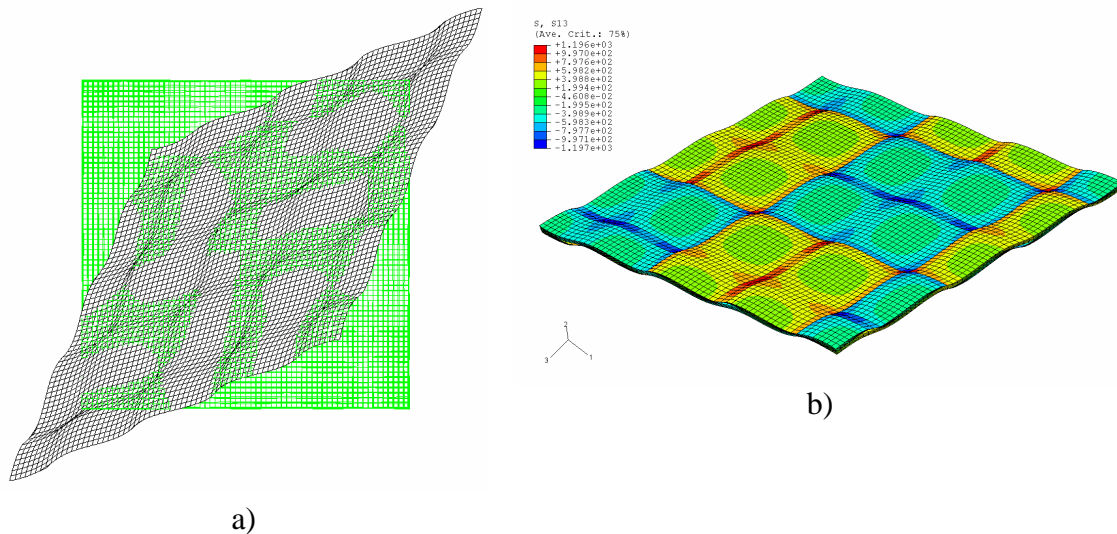 S, S13
(Ave. Crit.: 75%)
+1.196e+03
+9.970e+02
+7.976e+02
+5.982e+02
+3.988e+02
+1.994e+02
-4.608e-02
-1.995e+02
-3.989e+02
-5.983e+02
-7.977e+02
-9.971e+02
-1.197e+03
2
3
1
b)
a)